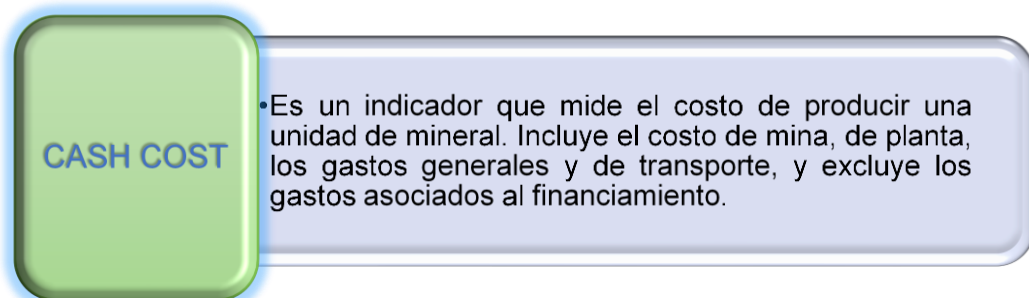 CASH COST
•Es un indicador que mide el costo de producir una
unidad de mineral. Incluye el costo de mina, de planta,
los gastos generales y de transporte, y excluye los
gastos asociados al financiamiento.